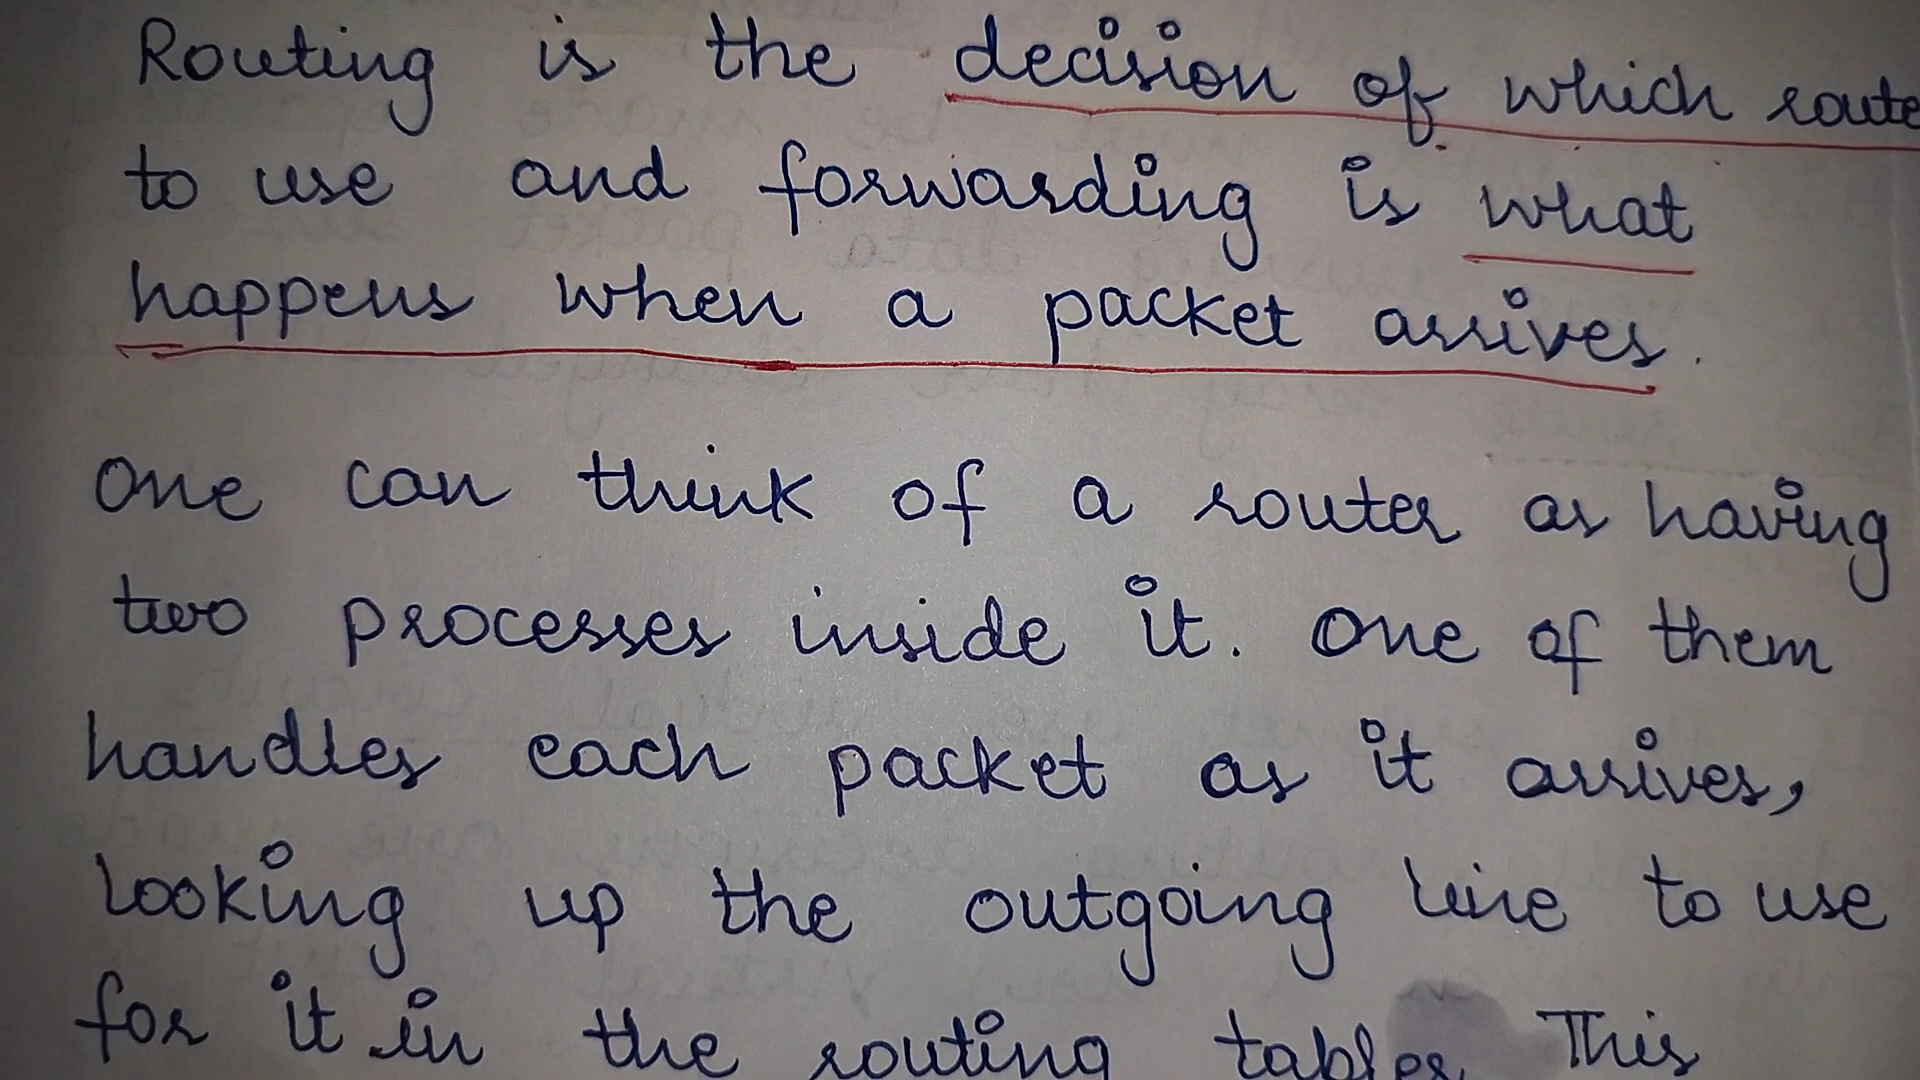 Routing is the decision of which route
to use and forwarding is what
happens when a packet arrives.
One can think of a router as having
two processes inside it. One of them
handles each packet as it arrives,
looking up the outgoing line to use
for it in the routing tables This